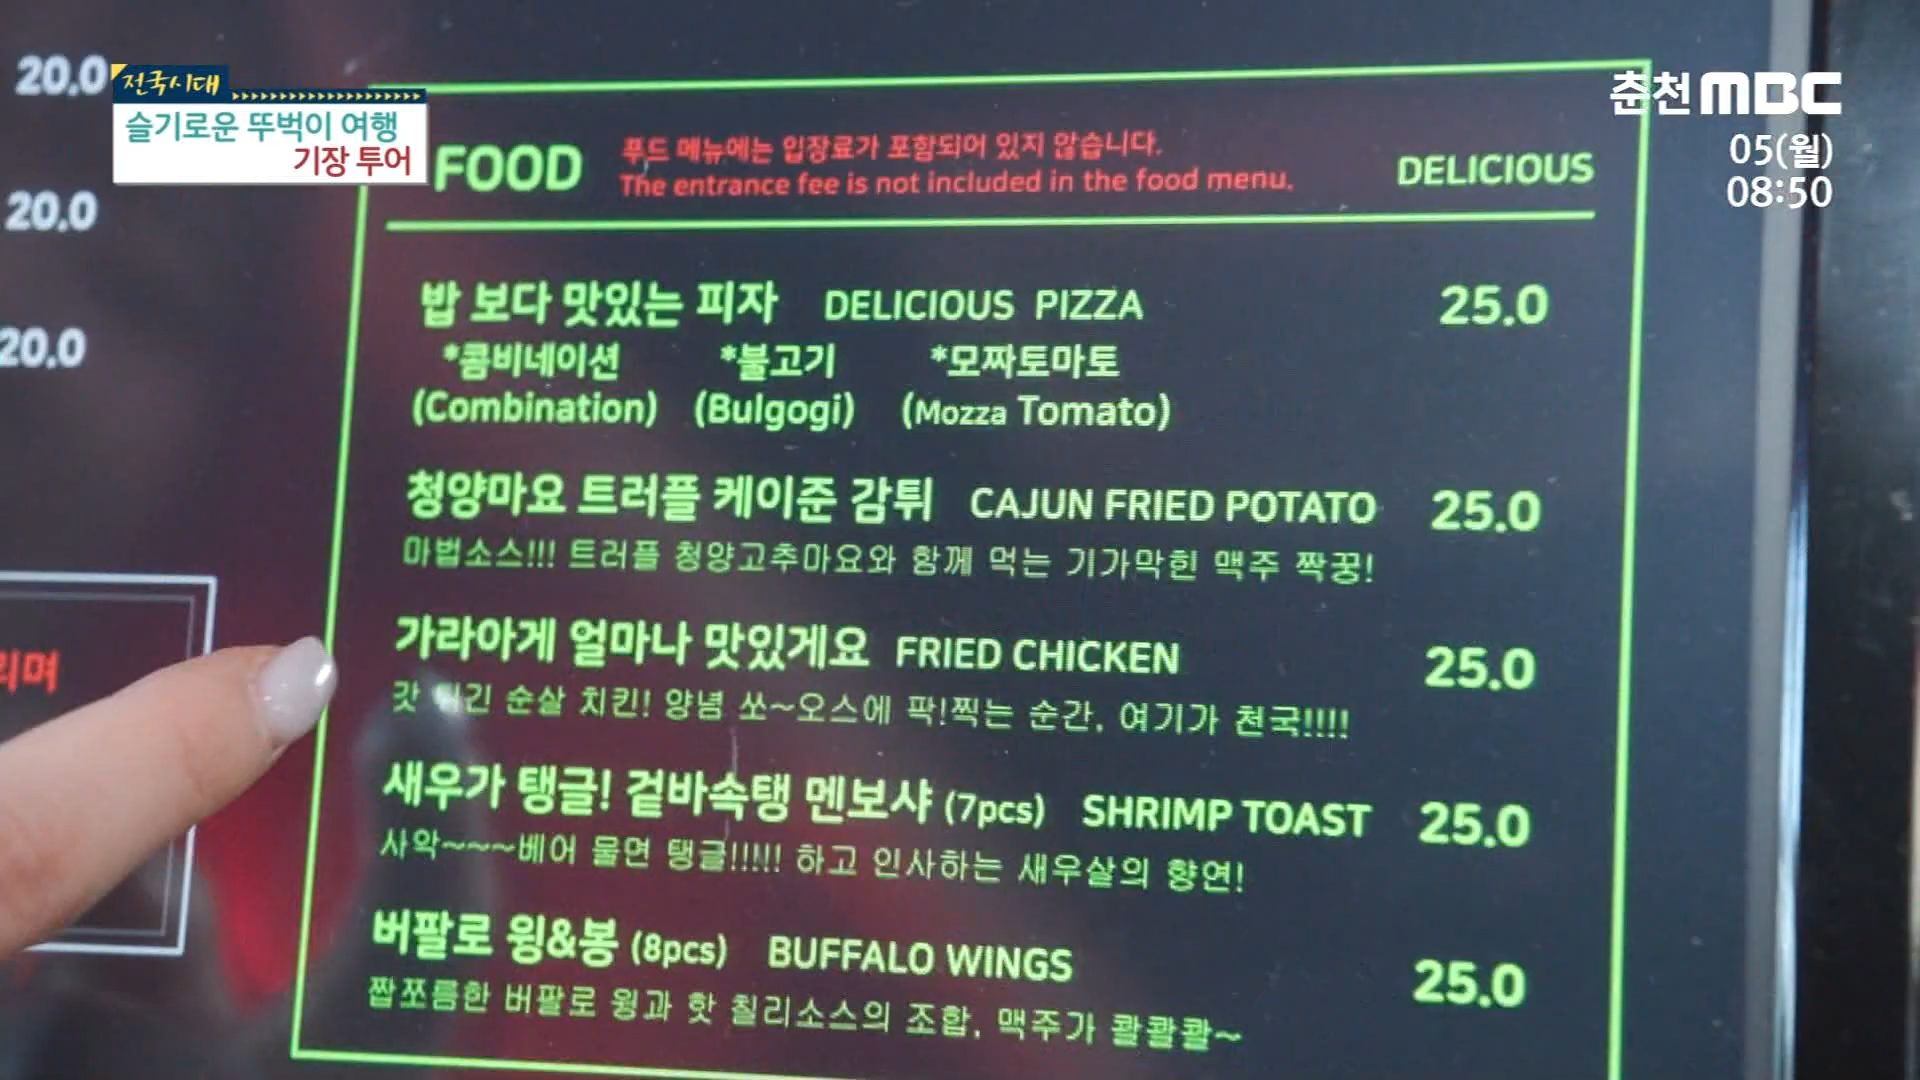 20.0
20.0
20.0
리며
전국시대
슬기로운 뚜벅이 여행
기장 투어
춘천MBC
05(월)
08:50
FOOD
푸드 메뉴에는 입장료가 포함되어 있지 않습니다.
The entrance fee is not included in the food menu.
DELICIOUS
밥 보다 맛있는 피자 DELICIOUS PIZZA 25.0
*콤비네이션 *불고기 *모짜토마토
(Combination) (Bulgogi) (Mozza Tomato)
청양마요 트러플 케이준 감튀 CAJUN FRIED POTATO 25.0
마법소스!!! 트러플 청양고추마요와 함께 먹는 기가막힌 맥주 짝꿍!
가라아게 얼마나 맛있게요 FRIED CHICKEN 25.0
갓 튀긴 순살 치킨! 양념 쏘~오스에 팍!찍는 순간, 여기가 천국!!!!
새우가 탱글! 겉바속탱 멘보샤 (7pcs) SHRIMP TOAST 25.0
사악~~~~베어 물면 탱글!!!!! 하고 인사하는 새우살의 향연!
버팔로 윙&봉 (8pcs) BUFFALO WINGS 25.0
짭쪼름한 버팔로 윙과 핫 칠리소스의 조합, 맥주가 콸콸콸~